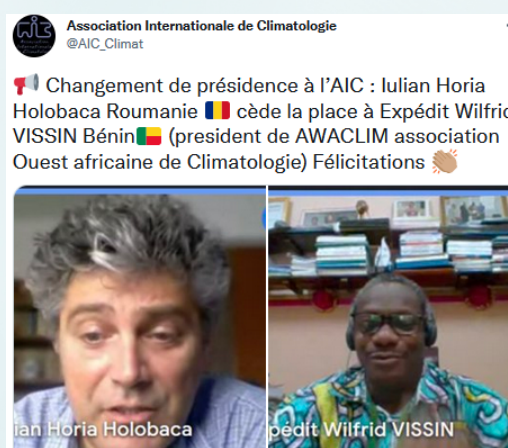 Association Internationale de Climatologie
@AIC_Climat
📢 Changement de présidence à l'AIC : Iulian Horia
Holobaca Roumanie 🇷🇴 cède la place à Expédit Wilfrid
VISSIN Bénin🇧🇯 (president de AWACLIM association
Ouest africaine de Climatologie) Félicitations 👏🏼
ian Horia Holobaca
pédit Wilfrid VISSIN